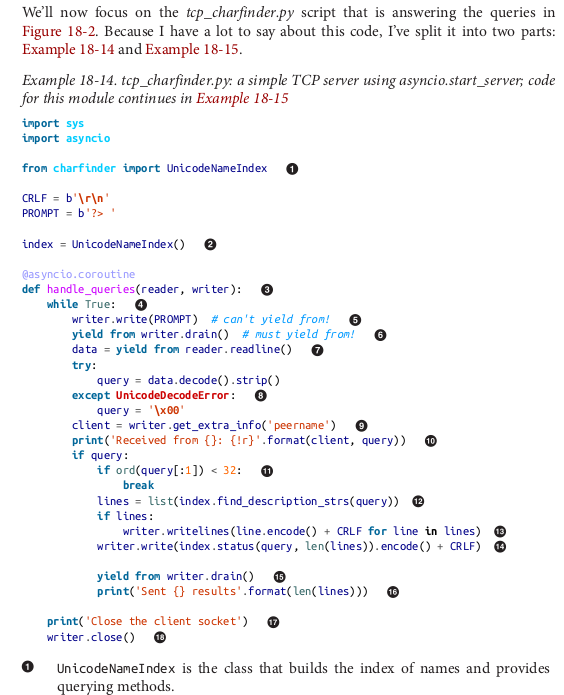 We'll now focus on the tcp_charfinder.py script that is answering the queries in
Figure 18-2. Because I have a lot to say about this code, I've split it into two parts:
Example 18-14 and Example 18-15.
Example 18-14. tcp_charfinder.py: a simple TCP server using asyncio.start_server; code
for this module continues in Example 18-15
import sys
import asyncio
from charfinder import UnicodeNameIndex ❶
CRLF = b'\r\n'
PROMPT = b'?> '
index = UnicodeNameIndex() ❷
@asyncio.coroutine
def handle_queries(reader, writer): ❸
    while True: ❹
        writer.write(PROMPT) # can't yield from! ❺
        yield from writer.drain() # must yield from! ❻
        data = yield from reader.readline() ❼
        try:
            query = data.decode().strip()
        except UnicodeDecodeError: ❽
            query = '\x00'
        client = writer.get_extra_info('peername') ❾
        print('Received from {}: {!r}'.format(client, query)) ❿
        if query:
            if ord(query[:1]) < 32: ⓫
                break
            lines = list(index.find_description_strs(query)) ⓬
            if lines:
                writer.writelines(line.encode() + CRLF for line in lines) ⓭
            writer.write(index.status(query, len(lines)).encode() + CRLF) ⓮
            yield from writer.drain() ⓯
            print('Sent {} results'.format(len(lines))) ⓰
    print('Close the client socket') ⓱
    writer.close() ⓲
❶ UnicodeNameIndex is the class that builds the index of names and provides
querying methods.